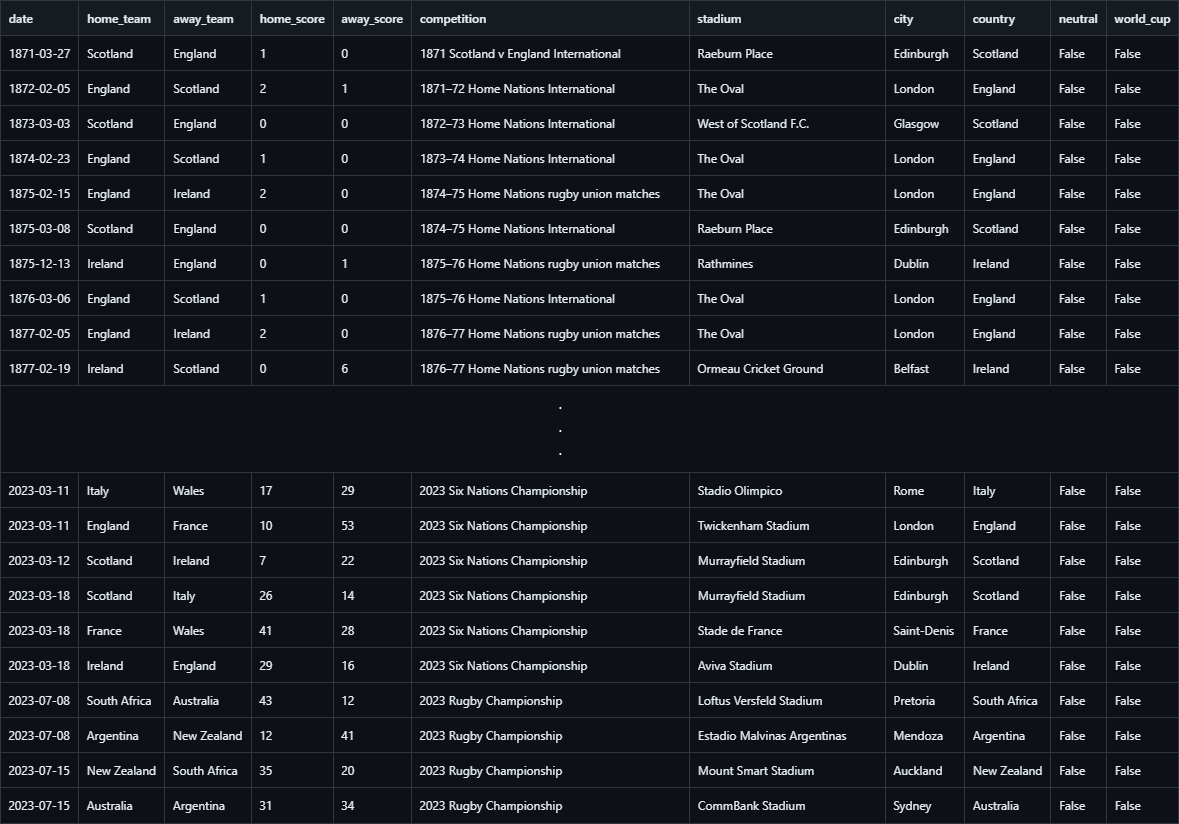 date home_team away_team home_score away_score competition stadium city country neutral world_cup
1871-03-27 Scotland England 1 0 1871 Scotland v England International Raeburn Place Edinburgh Scotland False False
1872-02-05 England Scotland 2 1 1871–72 Home Nations International The Oval London England False False
1873-03-03 Scotland England 0 0 1872–73 Home Nations International West of Scotland F.C. Glasgow Scotland False False
1874-02-23 England Scotland 1 0 1873–74 Home Nations International The Oval London England False False
1875-02-15 England Ireland 2 0 1874–75 Home Nations rugby union matches The Oval London England False False
1875-03-08 Scotland England 0 0 1874–75 Home Nations International Raeburn Place Edinburgh Scotland False False
1875-12-13 Ireland England 0 1 1875–76 Home Nations rugby union matches Rathmines Dublin Ireland False False
1876-03-06 England Scotland 1 0 1875–76 Home Nations International The Oval London England False False
1877-02-05 England Ireland 2 0 1876–77 Home Nations rugby union matches The Oval London England False False
1877-02-19 Ireland Scotland 0 6 1876–77 Home Nations rugby union matches Ormeau Cricket Ground Belfast Ireland False False
.
.
.
2023-03-11 Italy Wales 17 29 2023 Six Nations Championship Stadio Olimpico Rome Italy False False
2023-03-11 England France 10 53 2023 Six Nations Championship Twickenham Stadium London England False False
2023-03-12 Scotland Ireland 7 22 2023 Six Nations Championship Murrayfield Stadium Edinburgh Scotland False False
2023-03-18 Scotland Italy 26 14 2023 Six Nations Championship Murrayfield Stadium Edinburgh Scotland False False
2023-03-18 France Wales 41 28 2023 Six Nations Championship Stade de France Saint-Denis France False False
2023-03-18 Ireland England 29 16 2023 Six Nations Championship Aviva Stadium Dublin Ireland False False
2023-07-08 South Africa Australia 43 12 2023 Rugby Championship Loftus Versfeld Stadium Pretoria South Africa False False
2023-07-08 Argentina New Zealand 12 41 2023 Rugby Championship Estadio Malvinas Argentinas Mendoza Argentina False False
2023-07-15 New Zealand South Africa 35 20 2023 Rugby Championship Mount Smart Stadium Auckland New Zealand False False
2023-07-15 Australia Argentina 31 34 2023 Rugby Championship CommBank Stadium Sydney Australia False False